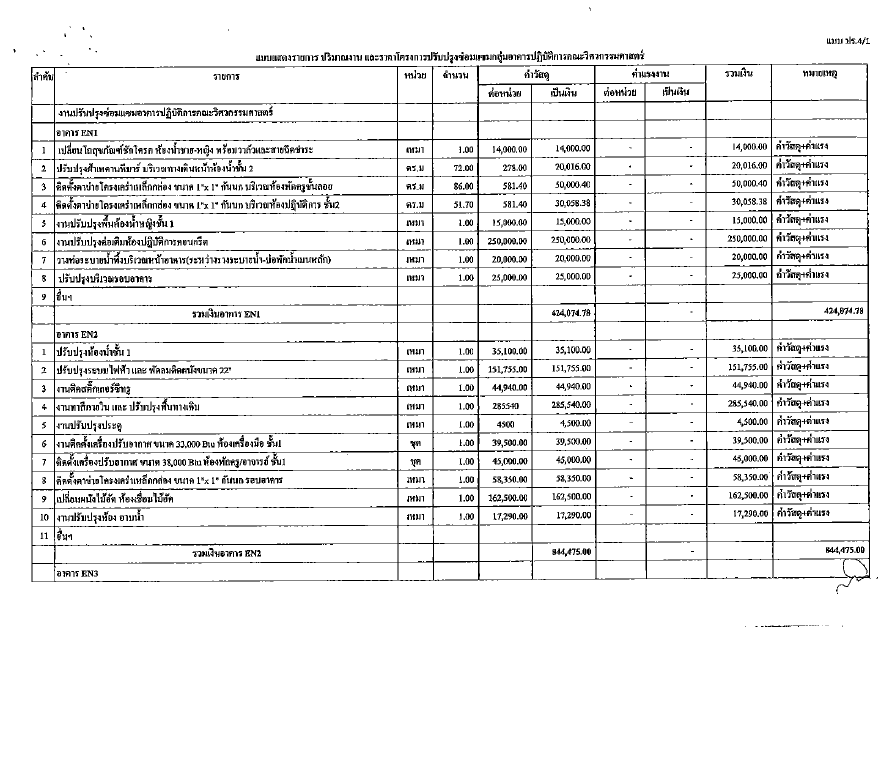 แบบ ปร.4/1
แบบแสดงรายการ ปริมาณงาน และราคาโครงการปรับปรุงซ่อมแซมกลุ่มอาคารปฏิบัติการคณะวิศวกรรมศาสตร์
ลำดับ รายการ หน่วย จำนวน ค่าวัสดุ ค่าแรงงาน รวมเงิน หมายเหตุ
ต่อหน่วย เป็นเงิน ต่อหน่วย เป็นเงิน
งานปรับปรุงซ่อมแซมอาคารปฏิบัติการคณะวิศวกรรมศาสตร์
อาคาร EN1
1 เปลี่ยนโถสุขภัณฑ์ชักโครก ห้องน้ำชาย-หญิง พร้อมวาล์วและสายฉีดชำระ เหมา 1.00 14,000.00 14,000.00 - - 14,000.00 ค่าวัสดุ+ค่าแรง
2 ปรับปรุงฝ้าเพดานทีบาร์ บริเวณทางเดินหน้าห้องน้ำชั้น 2 ตร.ม 72.00 278.00 20,016.00 - - 20,016.00 ค่าวัสดุ+ค่าแรง
3 ติดตั้งตาข่ายโครงเคร่าเหล็กกล่อง ขนาด 1"x 1" กันนก บริเวณห้องพักครูชั้นลอย ตร.ม 86.00 581.40 50,000.40 - - 50,000.40 ค่าวัสดุ+ค่าแรง
4 ติดตั้งตาข่ายโครงเคร่าเหล็กกล่อง ขนาด 1"x 1" กันนก บริเวณห้องปฏิบัติการ ชั้น2 ตร.ม 51.70 581.40 30,058.38 - - 30,058.38 ค่าวัสดุ+ค่าแรง
5 งานปรับปรุงพื้นห้องน้ำหญิงชั้น 1 เหมา 1.00 15,000.00 15,000.00 - - 15,000.00 ค่าวัสดุ+ค่าแรง
6 งานปรับปรุงต่อเติมห้องปฏิบัติการคอนกรีต เหมา 1.00 250,000.00 250,000.00 - - 250,000.00 ค่าวัสดุ+ค่าแรง
7 วางท่อระบายน้ำทิ้งบริเวณหน้าอาคาร(ระหว่างรางระบายน้ำ-บ่อพักน้ำเมนหลัก) เหมา 1.00 20,000.00 20,000.00 - - 20,000.00 ค่าวัสดุ+ค่าแรง
8 ปรับปรุงบริเวณรอบอาคาร เหมา 1.00 25,000.00 25,000.00 - - 25,000.00 ค่าวัสดุ+ค่าแรง
9 อื่นๆ
รวมเงินอาคาร EN1 424,074.78 - 424,074.78
อาคาร EN2
1 ปรับปรุงห้องน้ำชั้น 1 เหมา 1.00 35,100.00 35,100.00 - - 35,100.00 ค่าวัสดุ+ค่าแรง
2 ปรับปรุงระบบไฟฟ้า และ พัดลมติดผนังขนาด 22" เหมา 1.00 151,755.00 151,755.00 - - 151,755.00 ค่าวัสดุ+ค่าแรง
3 งานติดสติ๊กเกอร์ซีทรู เหมา 1.00 44,940.00 44,940.00 - - 44,940.00 ค่าวัสดุ+ค่าแรง
4 งานทาสีภายใน และ ปรับปรุงพื้นทางเดิน เหมา 1.00 285540 285,540.00 - - 285,540.00 ค่าวัสดุ+ค่าแรง
5 งานปรับปรุงประตู เหมา 1.00 4500 4,500.00 - - 4,500.00 ค่าวัสดุ+ค่าแรง
6 งานติดตั้งเครื่องปรับอากาศ ขนาด 33,000 Btu ห้องเครื่องมือ ชั้น1 ชุด 1.00 39,500.00 39,500.00 - - 39,500.00 ค่าวัสดุ+ค่าแรง
7 ติดตั้งเครื่องปรับอากาศ ขนาด 38,000 Btu ห้องพักครู/อาจารย์ ชั้น1 ชุด 1.00 45,000.00 45,000.00 - - 45,000.00 ค่าวัสดุ+ค่าแรง
8 ติดตั้งตาข่ายโครงเคร่าเหล็กกล่อง ขนาด 1"x 1" กันนก รอบอาคาร เหมา 1.00 58,350.00 58,350.00 - - 58,350.00 ค่าวัสดุ+ค่าแรง
9 เปลี่ยนผนังไม้อัด ห้องเชื่อมไม้อัด เหมา 1.00 162,500.00 162,500.00 - - 162,500.00 ค่าวัสดุ+ค่าแรง
10 งานปรับปรุงห้อง อาบน้ำ เหมา 1.00 17,290.00 17,290.00 - - 17,290.00 ค่าวัสดุ+ค่าแรง
11 อื่นๆ
รวมเงินอาคาร EN2 844,475.00 - 844,475.00
อาคาร EN3